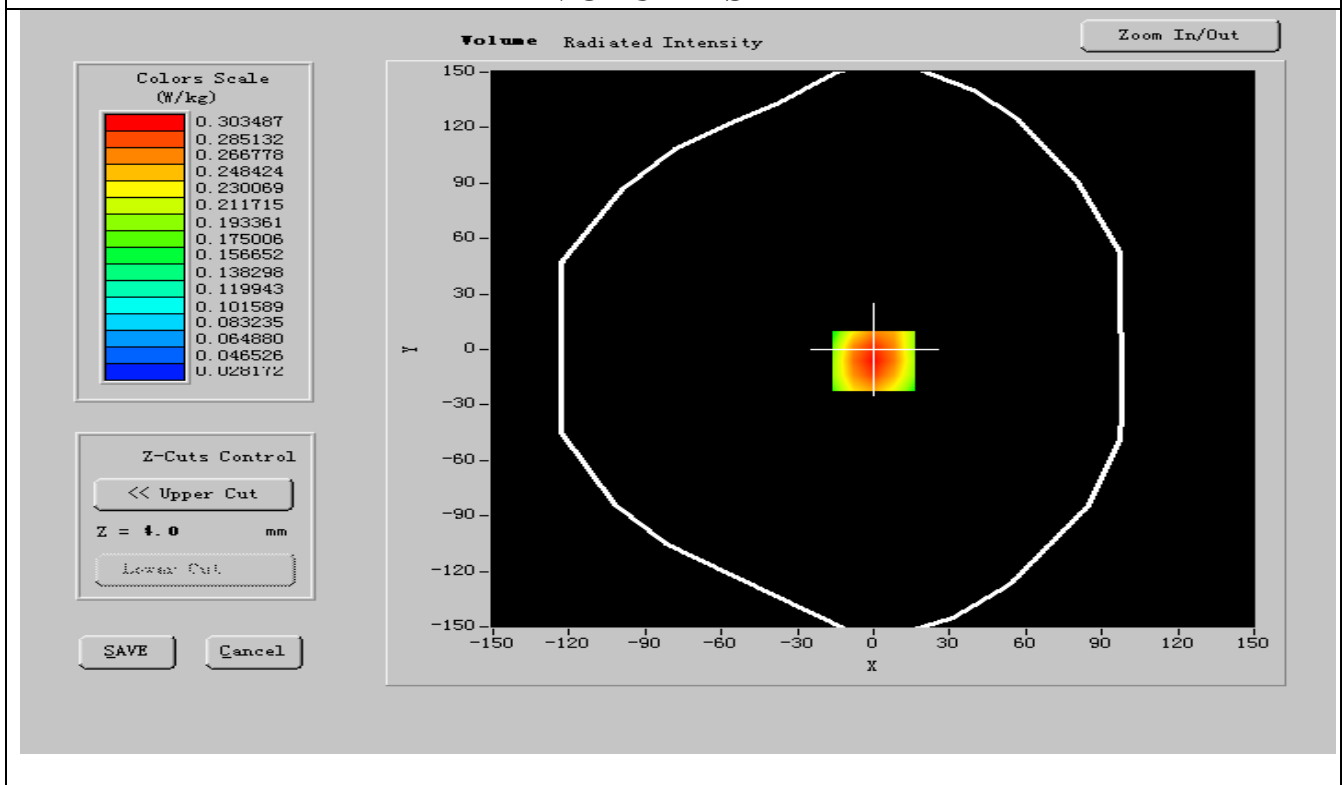 Volume Radiated Intensity
Zoom In/Out
Colors Scale
(W/kg)
0.303487
0.285132
0.266778
0.248424
0.230069
0.211715
0.193361
0.175006
0.156652
0.138298
0.119943
0.101589
0.083235
0.064880
0.046526
0.028172
Z-Cuts Control
<< Upper Cut
Z = 4.0 mm
Lower Cut
SAVE
Cancel
150
120
90
60
30
0
-30
-60
-90
-120
-150
Y
-150 -120 -90 -60 -30 0 30 60 90 120 150
X